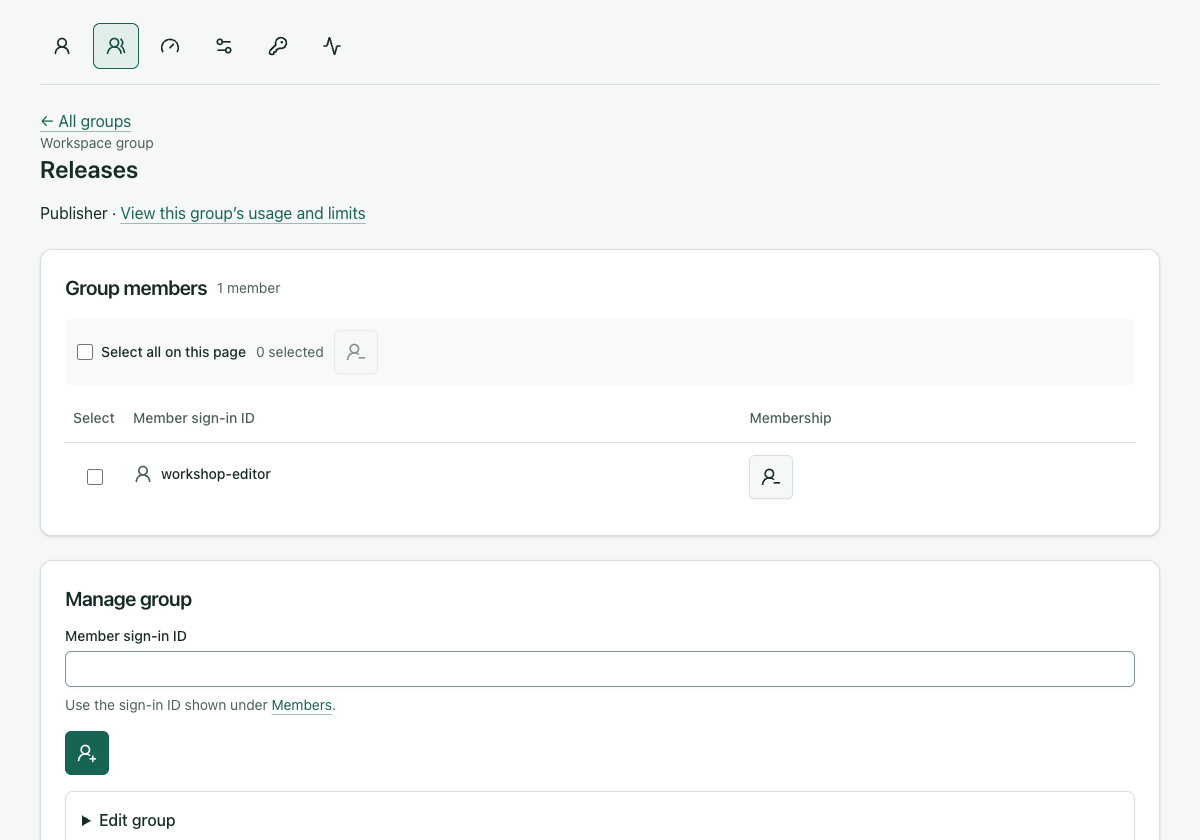 ← All groups
Workspace group
Releases
Publisher · View this group’s usage and limits
Group members 1 member
Select all on this page 0 selected
Select Member sign-in ID Membership
workshop-editor
Manage group
Member sign-in ID
Use the sign-in ID shown under Members.
Edit group